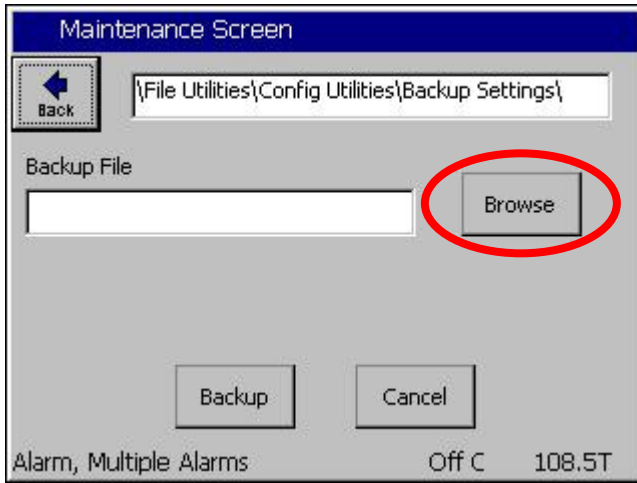 Maintenance Screen
Back
\File Utilities\Config Utilities\Backup Settings\
Backup File
Browse
Backup Cancel
Alarm, Multiple Alarms Off C 108.5T